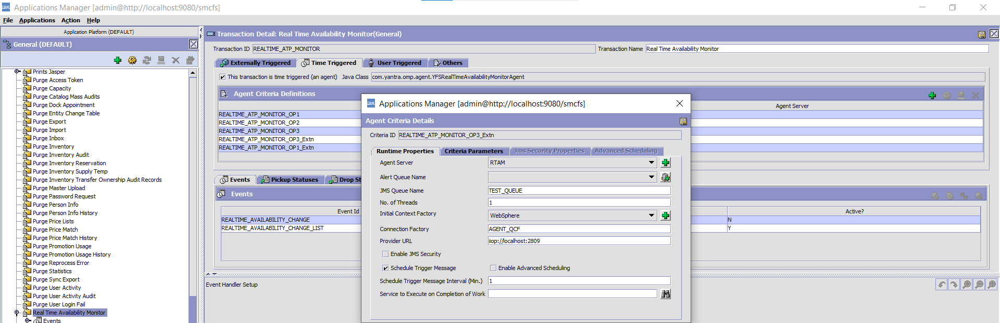 Applications Manager [admin@http://localhost:9080/smcfs]
File Applications Action Help
Application Platform (DEFAULT)
General (DEFAULT)
Prints Jasper
Purge Access Token
Purge Capacity
Purge Catalog Mass Audits
Purge Dock Appointment
Purge Entity Change Table
Purge Export
Purge Import
Purge Inbox
Purge Inventory
Purge Inventory Audit
Purge Inventory Reservation
Purge Inventory Supply Temp
Purge Inventory Transfer Ownership Audit Records
Purge Master Upload
Purge Password Request
Purge Person Info
Purge Person Info History
Purge Price Lists
Purge Price Match
Purge Price Match History
Purge Promotion Usage
Purge Promotion Usage History
Purge Reprocess Error
Purge Statistics
Purge Sync Export
Purge User Activity
Purge User Activity Audit
Purge User Login Fail
Real Time Availability Monitor
Events
Transaction Detail: Real Time Availability Monitor(General)
Transaction ID REALTIME_ATP_MONITOR Transaction Name Real Time Availability Monitor
Externally Triggered Time Triggered User Triggered Others
This transaction is time triggered (an agent) Java Class com.yantra.omp.agent.YFSRealTimeAvailabilityMonitorAgent
Agent Criteria Definitions
Agent Server
REALTIME_ATP_MONITOR_OP1
REALTIME_ATP_MONITOR_OP2
REALTIME_ATP_MONITOR_OP3
REALTIME_ATP_MONITOR_OP3_Extn
REALTIME_ATP_MONITOR_OP1_Extn
Events Pickup Statuses Drop St
Events
Event Id Active?
REALTIME_AVAILABILITY_CHANGE N
REALTIME_AVAILABILITY_CHANGE_LIST Y
Event Handler Setup
Applications Manager [admin@http://localhost:9080/smcfs]
Agent Criteria Details
Criteria ID REALTIME_ATP_MONITOR_OP3_Extn
Runtime Properties Criteria Parameters Jms Security Properties Advanced Scheduling
Agent Server RTAM
Alert Queue Name
JMS Queue Name TEST_QUEUE
No. of Threads 1
Initial Context Factory WebSphere
Connection Factory AGENT_QCF
Provider URL iiop://localhost:2809
Enable JMS Security
Schedule Trigger Message Enable Advanced Scheduling
Schedule Trigger Message Interval (Min.) 1
Service to Execute on Completion of Work